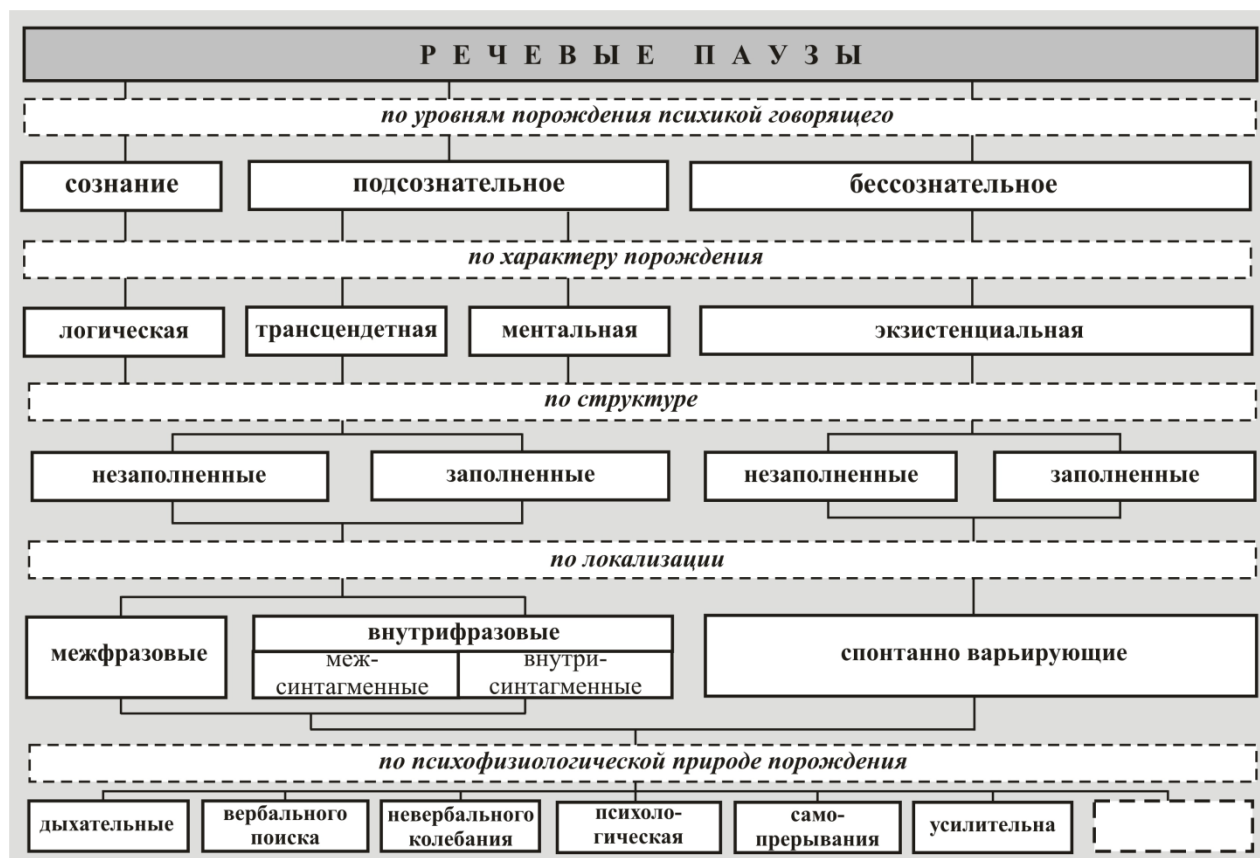 РЕЧЕВЫЕ ПАУЗЫ
по уровням порождения психикой говорящего
сознание
подсознательное
бессознательное
по характеру порождения
логическая
трансцендетная
ментальная
экзистенциальная
по структуре
незаполненные
заполненные
незаполненные
заполненные
по локализации
межфразовые
внутрифразовые
меж-
синтагменные
внутри-
синтагменные
спонтанно варьирующие
по психофизиологической природе порождения
дыхательные
вербального
поиска
невербального
колебания
психоло-
гическая
само-
прерывания
усилительна